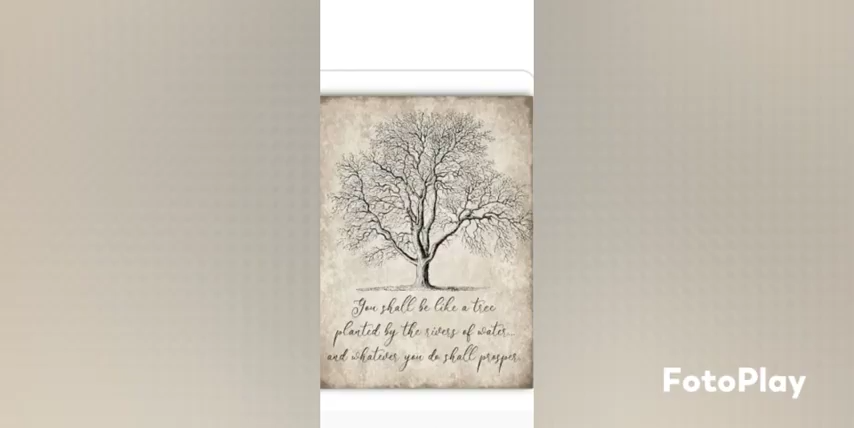 You shall be like a tree
planted by the rivers of water...
and whatever you do shall prosper.
FotoPlay